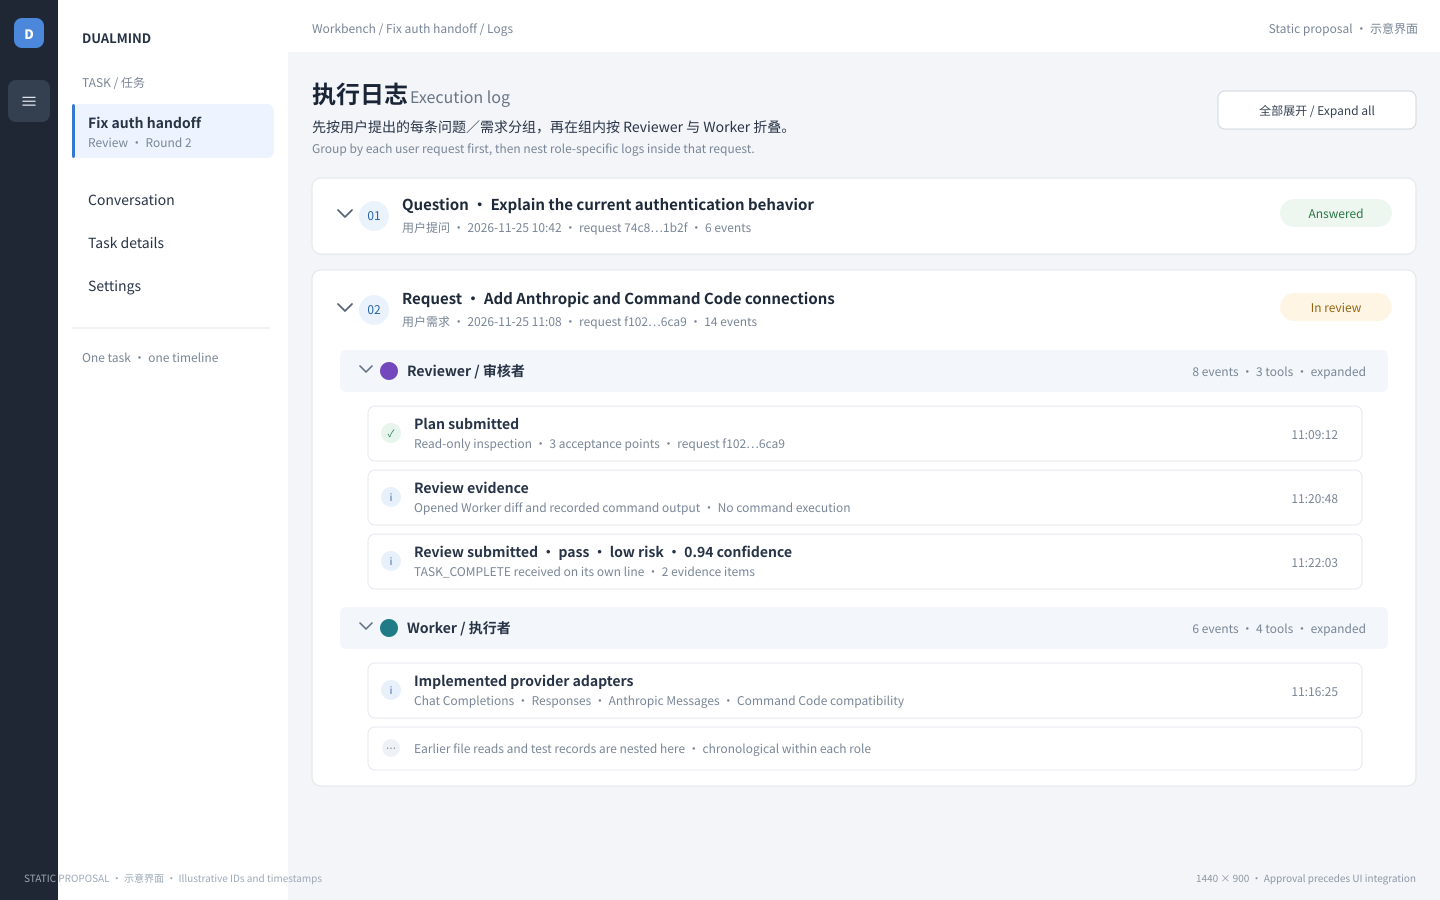 D
DUALMIND
TASK / 任务
Fix auth handoff
Review • Round 2
Conversation
Task details
Settings
One task • one timeline
Workbench / Fix auth handoff / Logs
Static proposal • 示意界面
执行日志 Execution log
先按用户提出的每条问题／需求分组，再在组内按 Reviewer 与 Worker 折叠。
Group by each user request first, then nest role-specific logs inside that request.
全部展开 / Expand all
01
Question • Explain the current authentication behavior
用户提问 • 2026-11-25 10:42 • request 74c8…1b2f • 6 events
Answered
02
Request • Add Anthropic and Command Code connections
用户需求 • 2026-11-25 11:08 • request f102…6ca9 • 14 events
In review
Reviewer / 审核者
8 events • 3 tools • expanded
✓
Plan submitted
Read-only inspection • 3 acceptance points • request f102…6ca9
11:09:12
i
Review evidence
Opened Worker diff and recorded command output • No command execution
11:20:48
i
Review submitted • pass • low risk • 0.94 confidence
TASK_COMPLETE received on its own line • 2 evidence items
11:22:03
Worker / 执行者
6 events • 4 tools • expanded
i
Implemented provider adapters
Chat Completions • Responses • Anthropic Messages • Command Code compatibility
11:16:25
…
Earlier file reads and test records are nested here • chronological within each role
STATIC PROPOSAL • 示意界面 • Illustrative IDs and timestamps
1440 × 900 • Approval precedes UI integration